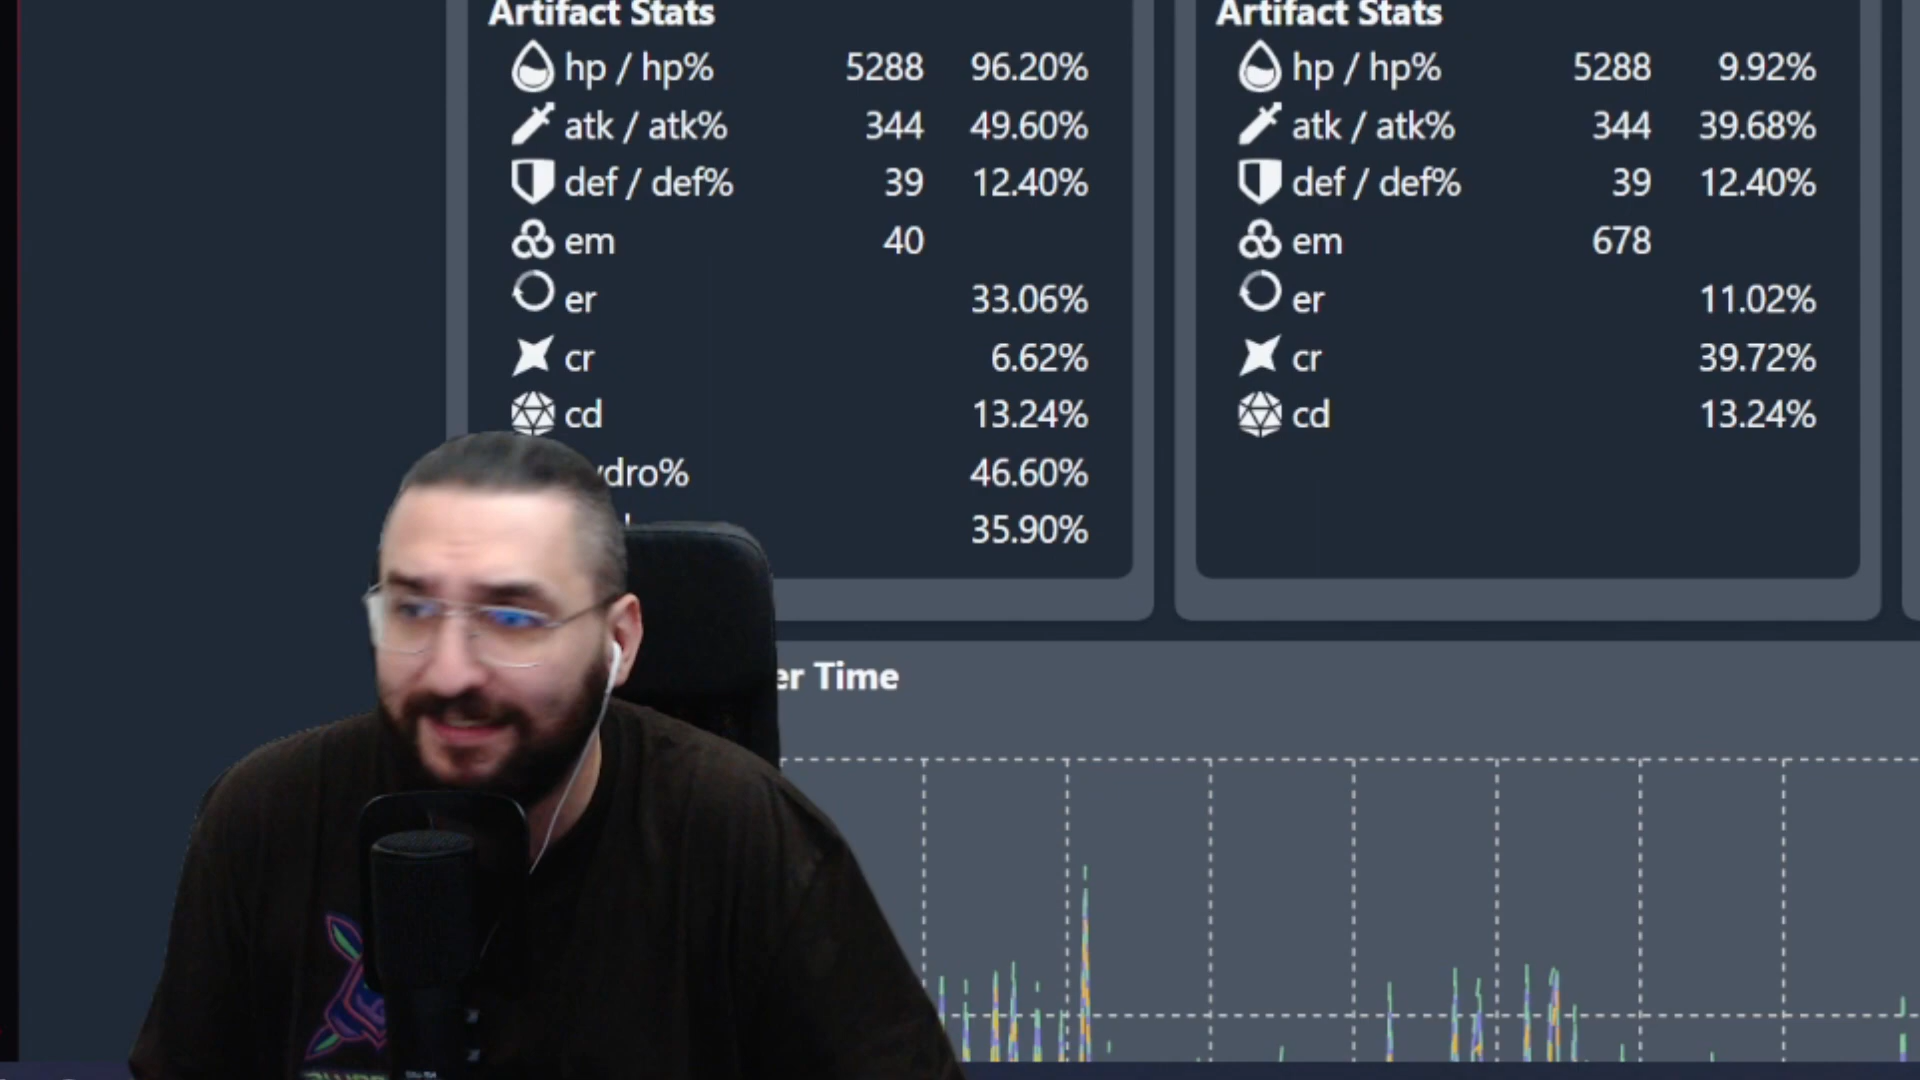 Artifact Stats
hp / hp% 5288 96.20%
atk / atk% 344 49.60%
def / def% 39 12.40%
em 40
er 33.06%
cr 6.62%
cd 13.24%
ydro% 46.60%
35.90%
Artifact Stats
hp / hp% 5288 9.92%
atk / atk% 344 39.68%
def / def% 39 12.40%
em 678
er 11.02%
cr 39.72%
cd 13.24%
er Time